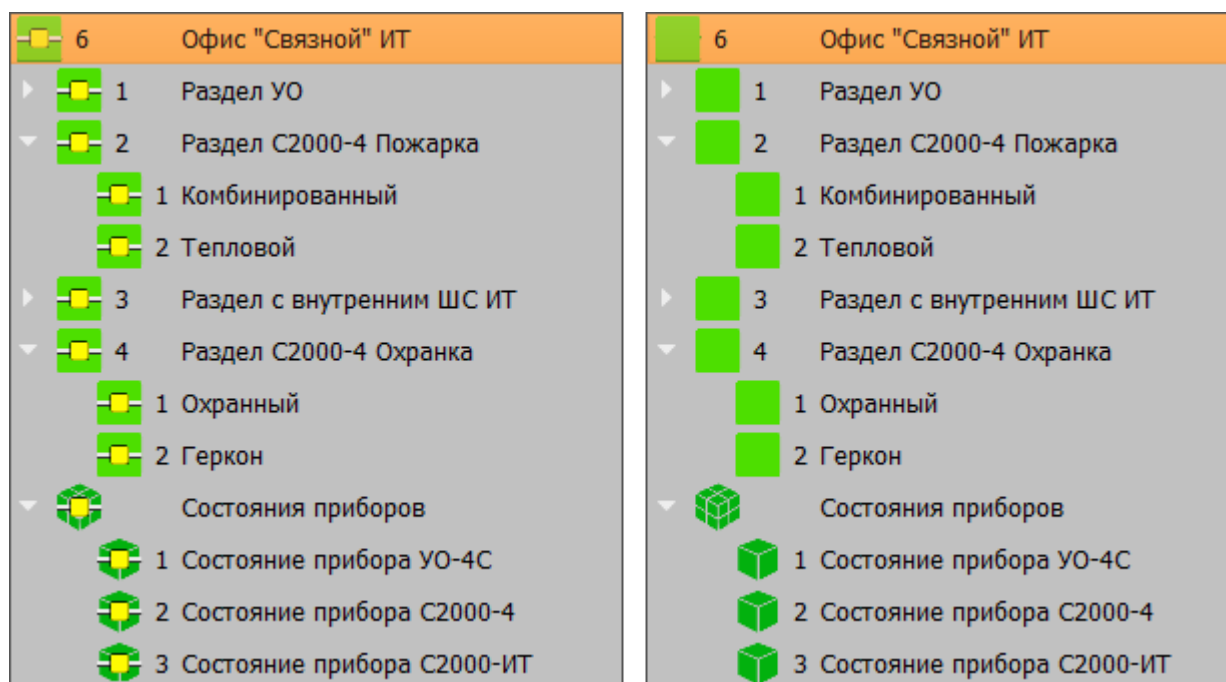 6 Офис "Связной" ИТ
1 Раздел УО
2 Раздел С2000-4 Пожарка
1 Комбинированный
2 Тепловой
3 Раздел с внутренним ШС ИТ
4 Раздел С2000-4 Охранка
1 Охранный
2 Геркон
Состояния приборов
1 Состояние прибора УО-4С
2 Состояние прибора С2000-4
3 Состояние прибора С2000-ИТ
6 Офис "Связной" ИТ
1 Раздел УО
2 Раздел С2000-4 Пожарка
1 Комбинированный
2 Тепловой
3 Раздел с внутренним ШС ИТ
4 Раздел С2000-4 Охранка
1 Охранный
2 Геркон
Состояния приборов
1 Состояние прибора УО-4С
2 Состояние прибора С2000-4
3 Состояние прибора С2000-ИТ